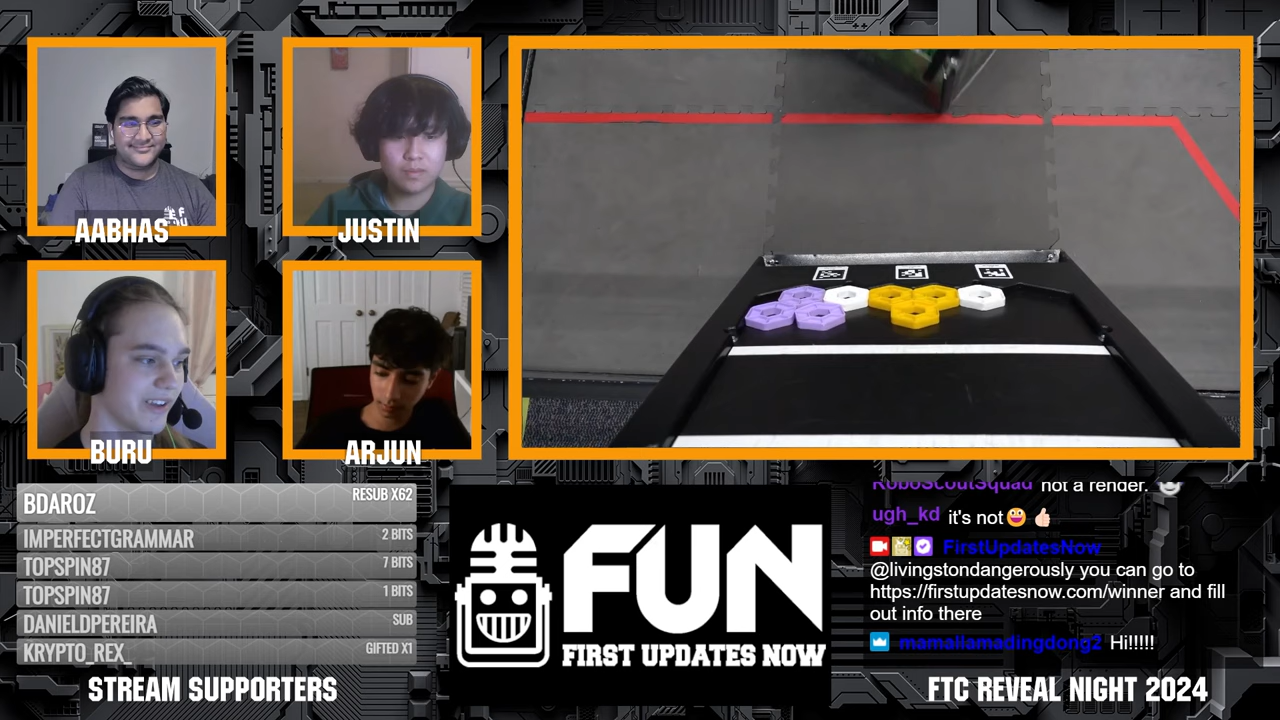 AABHAS
JUSTIN
BURU
ARJUN
BDAROZ RESUB X62
IMPERFECTGRAMMAR 2 BITS
TOPSPIN87 7 BITS
TOPSPIN87 1 BITS
DANIELDPEREIRA SUB
KRYPTO_REX_ GIFTED X1
STREAM SUPPORTERS
FUN
FIRST UPDATES NOW
RoboScoutSquad not a render.
ugh_kd it's not
FirstUpdatesNow
@livingstondangerously you can go to
https://firstupdatesnow.com/winner and fill
out info there
mamallamadingdong2 Hi!!!!!
FTC REVEAL NIGHT 2024